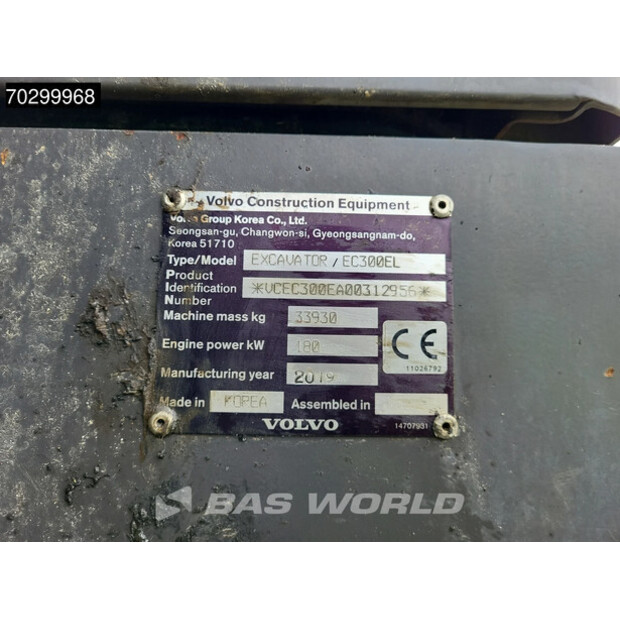 70299968
Volvo Construction Equipment
Volvo Group Korea Co., Ltd.
Seongsan-gu, Changwon-si, Gyeongsangnam-do,
Korea 51710
Type/Model EXCAVATOR / EC300EL
Product
Identification *VCEC300EA00312956*
Number
Machine mass kg 33930
Engine power kW 180
CE
11026792
Manufacturing year 2019
Made in KOREA Assembled in
VOLVO
14707931
BAS WORLD